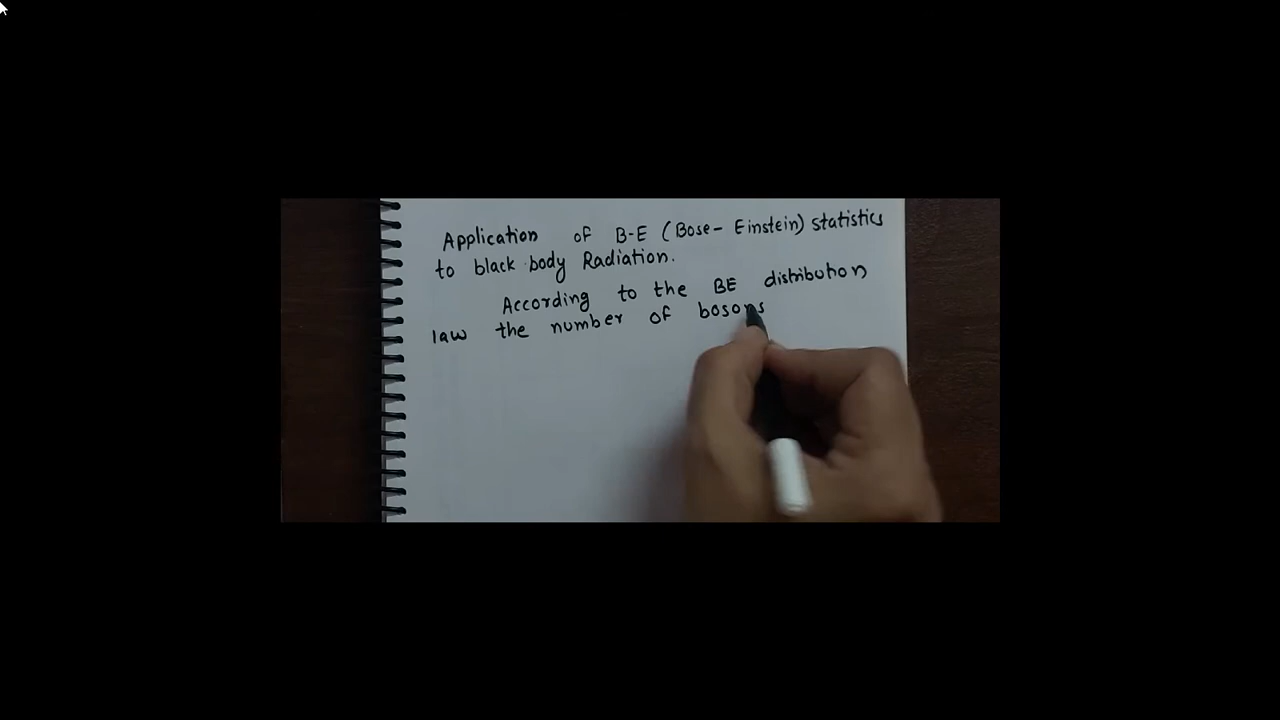 Application of B-E (Bose- Einstein) statistics
to black body Radiation.
According to the BE distribution
law the number of bosons